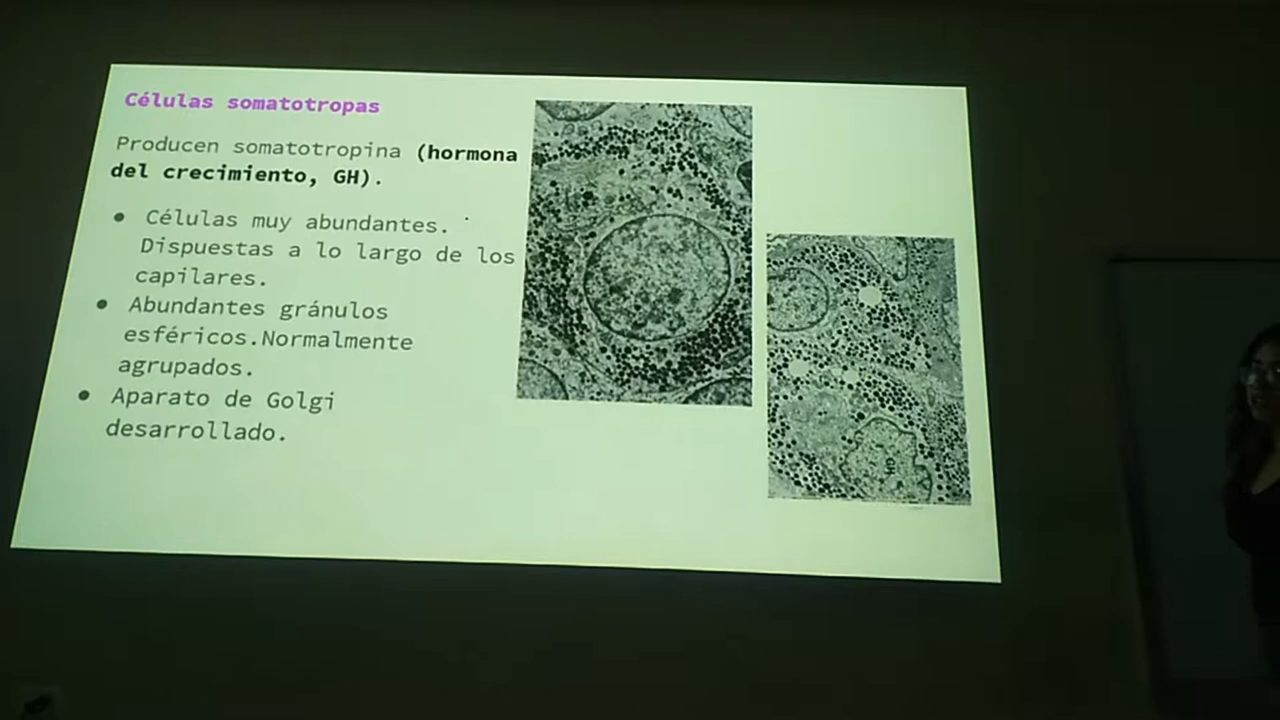 Células somatotropas
Producen somatotropina (hormona
del crecimiento, GH).
● Células muy abundantes.
Dispuestas a lo largo de los
capilares.
● Abundantes gránulos
esféricos.Normalmente
agrupados.
● Aparato de Golgi
desarrollado.
GH